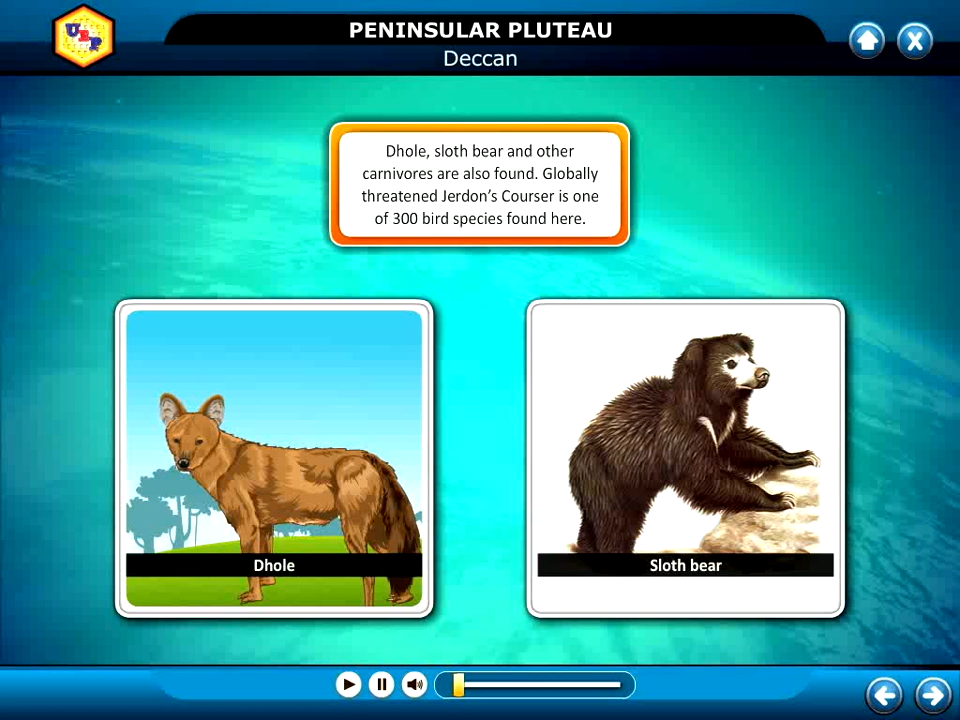 UEP
PENINSULAR PLUTEAU
Deccan
Dhole, sloth bear and other
carnivores are also found. Globally
threatened Jerdon's Courser is one
of 300 bird species found here.
Dhole
Sloth bear